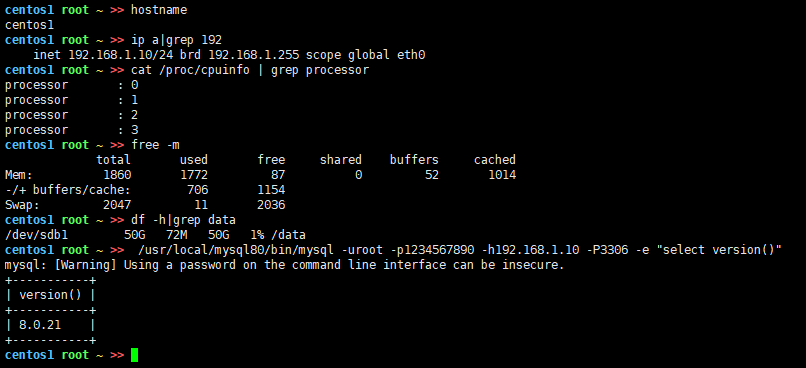 centos1 root ~ >> hostname
centos1
centos1 root ~ >> ip a|grep 192
    inet 192.168.1.10/24 brd 192.168.1.255 scope global eth0
centos1 root ~ >> cat /proc/cpuinfo | grep processor
processor       : 0
processor       : 1
processor       : 2
processor       : 3
centos1 root ~ >> free -m
             total       used       free     shared    buffers     cached
Mem:          1860       1772         87          0         52       1014
-/+ buffers/cache:        706       1154
Swap:         2047         11       2036
centos1 root ~ >> df -h|grep data
/dev/sdb1        50G   72M   50G   1% /data
centos1 root ~ >>  /usr/local/mysql80/bin/mysql -uroot -p1234567890 -h192.168.1.10 -P3306 -e "select version()"
mysql: [Warning] Using a password on the command line interface can be insecure.
+-----------+
| version() |
+-----------+
| 8.0.21    |
+-----------+
centos1 root ~ >>